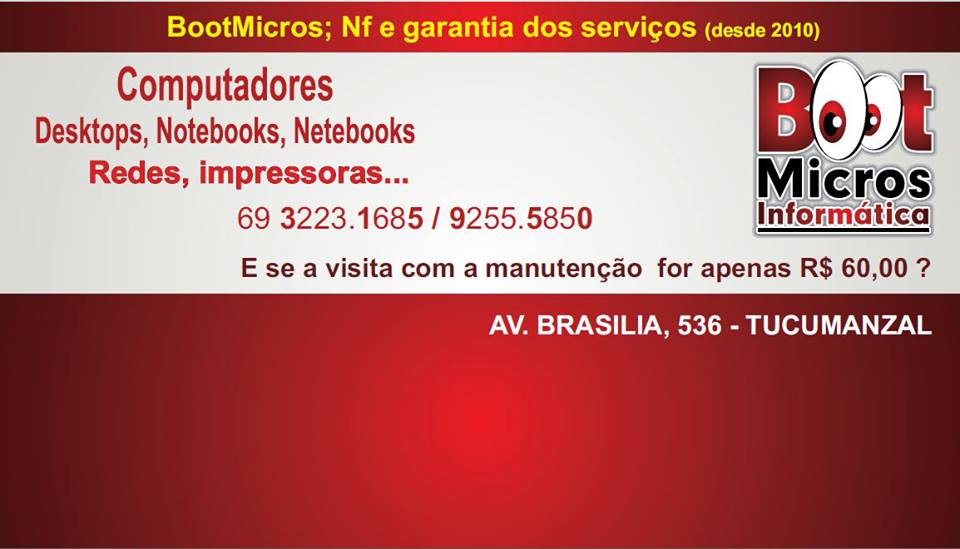 BootMicros; Nf e garantia dos serviços (desde 2010)
Computadores
Desktops, Notebooks, Netebooks
Redes, impressoras...
69 3223.1685 / 9255.5850
Boot
Micros
Informática
E se a visita com a manutenção for apenas R$ 60,00 ?
AV. BRASILIA, 536 - TUCUMANZAL